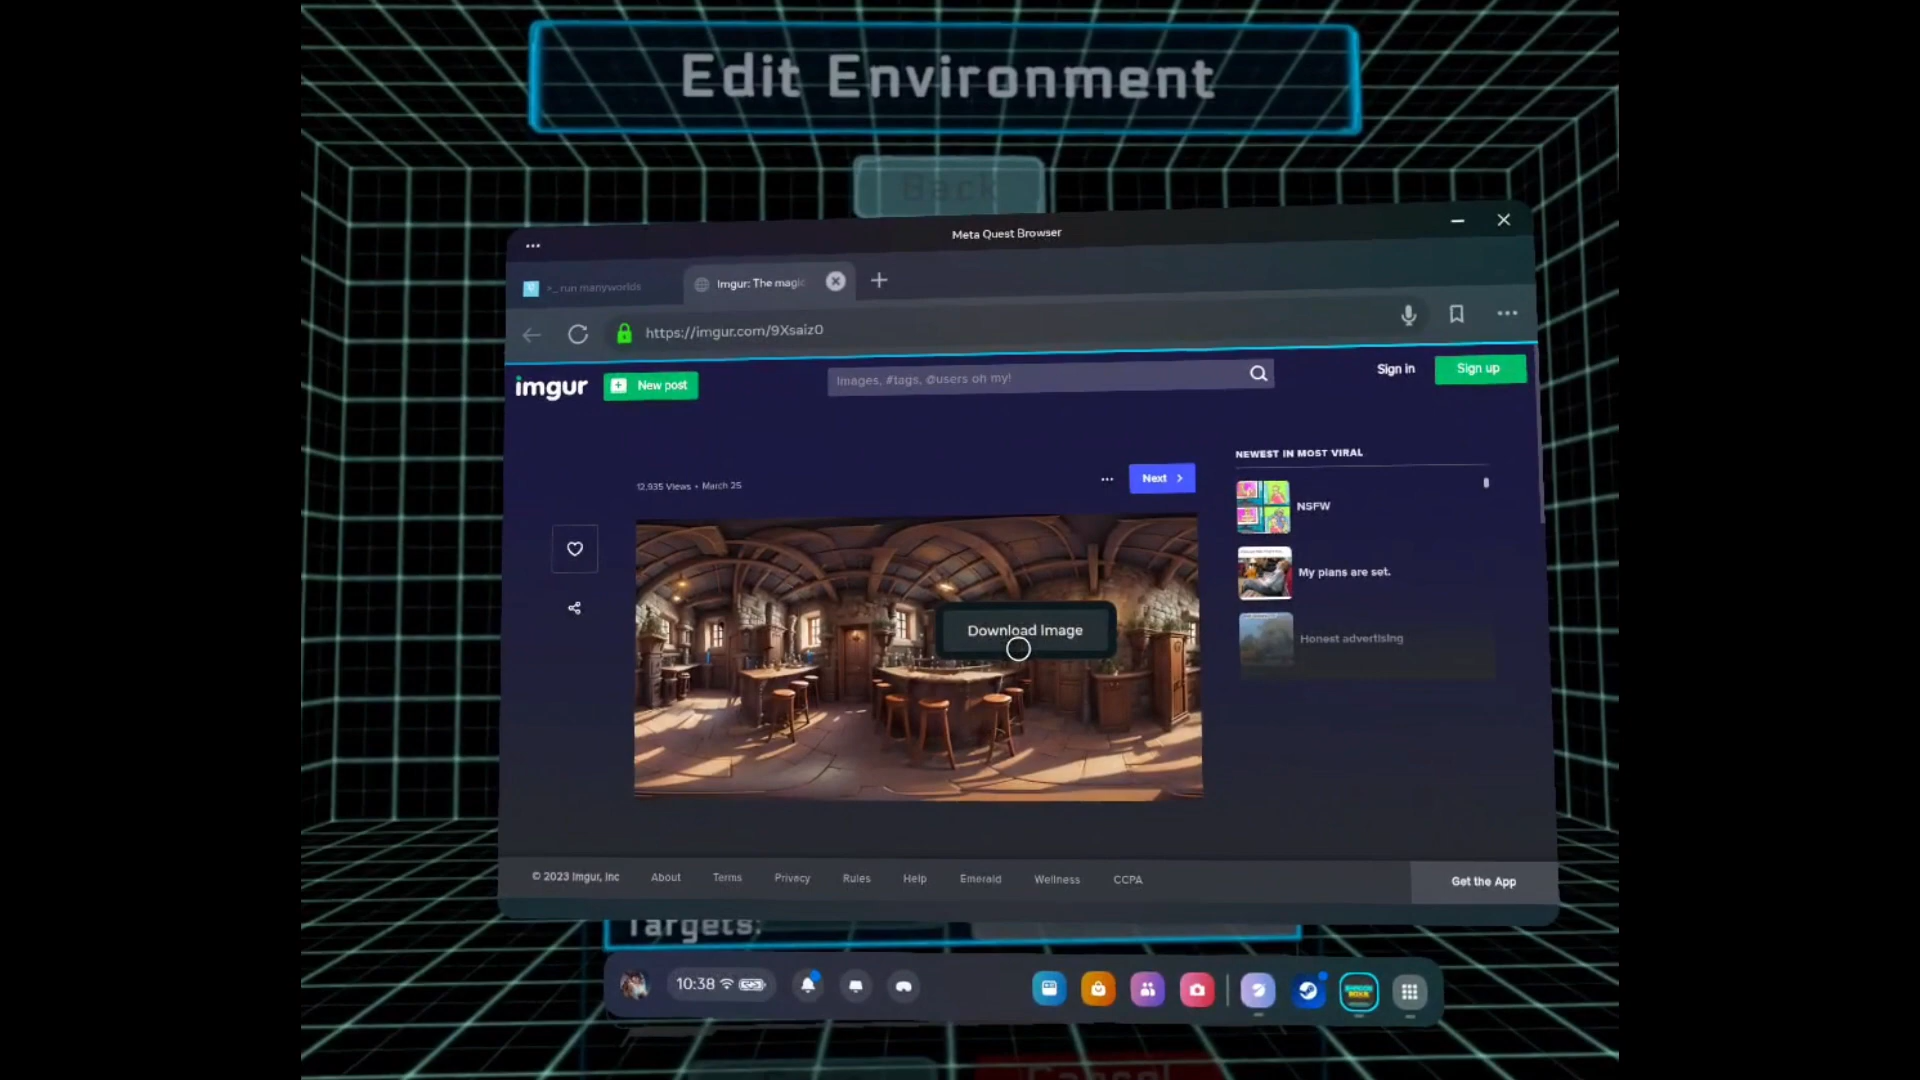 Edit Environment
Back
Meta Quest Browser
>_ run manyworlds
Imgur: The magic
https://imgur.com/9Xsaiz0
imgur
New post
Images, #tags, @users oh my!
Sign in
Sign up
12,935 Views • March 25
Next
NEWEST IN MOST VIRAL
NSFW
My plans are set.
Honest advertising
Download Image
© 2023 Imgur, Inc
About
Terms
Privacy
Rules
Help
Emerald
Wellness
CCPA
Get the App
Targets:
10:38
Cancel